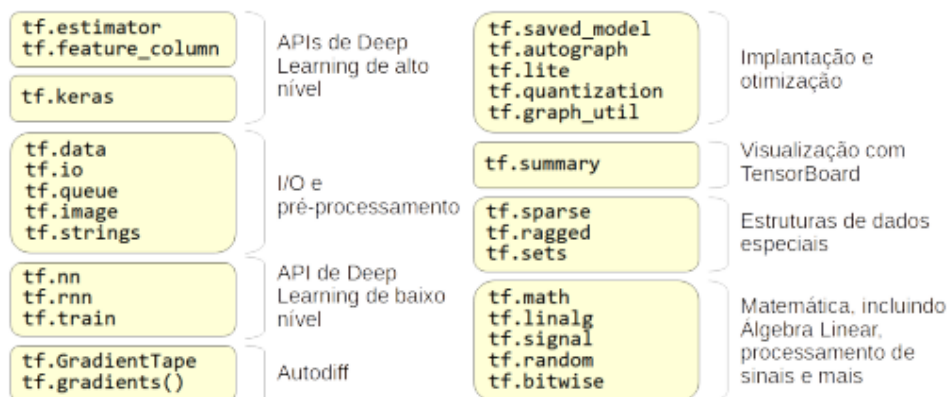 tf.estimator
tf.feature_column
tf.keras
APIs de Deep
Learning de alto
nível
tf.data
tf.io
tf.queue
tf.image
tf.strings
I/O e
pré-processamento
tf.nn
tf.rnn
tf.train
API de Deep
Learning de baixo
nível
tf.GradientTape
tf.gradients()
Autodiff
tf.saved_model
tf.autograph
tf.lite
tf.quantization
tf.graph_util
Implantação e
otimização
tf.summary
Visualização com
TensorBoard
tf.sparse
tf.ragged
tf.sets
Estruturas de dados
especiais
tf.math
tf.linalg
tf.signal
tf.random
tf.bitwise
Matemática, incluindo
Álgebra Linear,
processamento de
sinais e mais